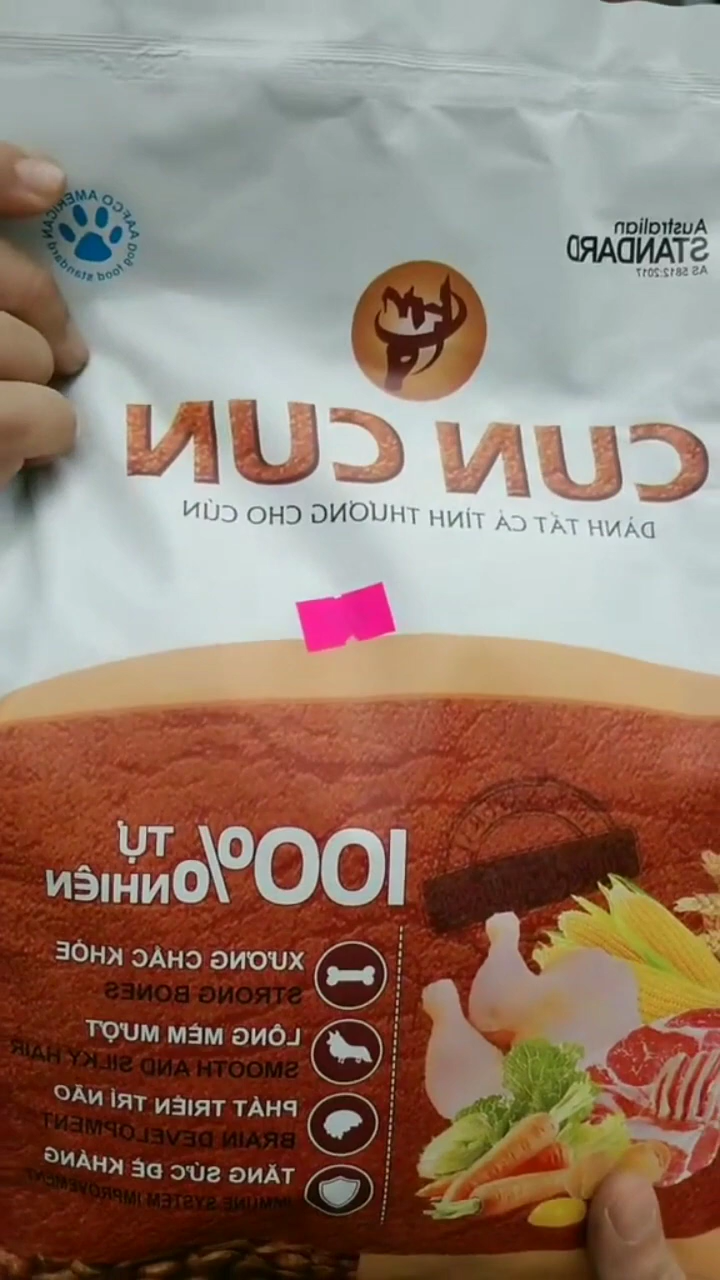 Australian
STANDARD
AS 5812:2017
AAFCO AMERICAN
Dog food standard
CUN CUN
DÀNH TẤT CẢ TÌNH THƯƠNG CHO CÚN
100% TỰ NHIÊN
XƯƠNG CHẮC KHỎE
STRONG BONES
LÔNG MỀM MƯỢT
SMOOTH AND SILKY HAIR
PHÁT TRIỂN TRÍ NÃO
BRAIN DEVELOPMENT
TĂNG SỨC ĐỀ KHÁNG
IMMUNE SYSTEM IMPROVEMENT